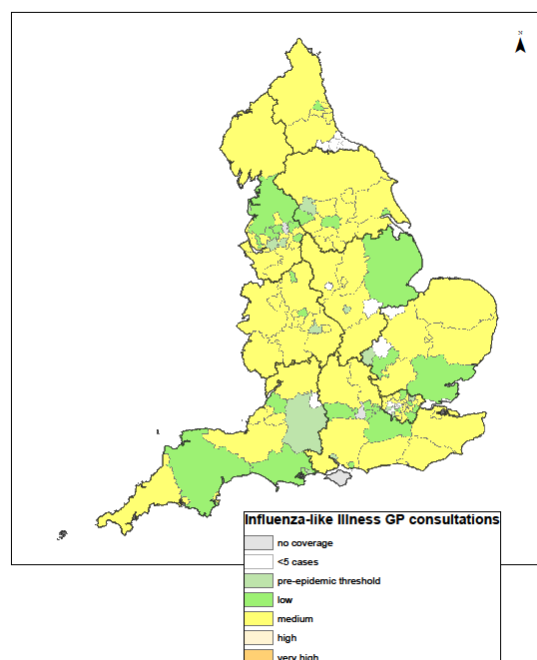 N
Influenza-like Illness GP consultations
no coverage
<5 cases
pre-epidemic threshold
low
medium
high
very high